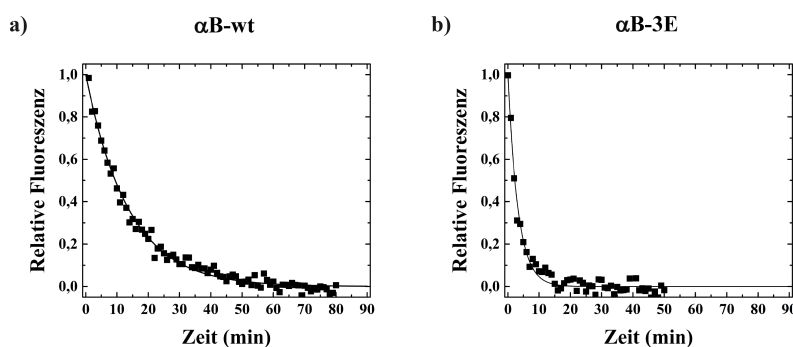 a) αB-wt
Relative Fluoreszenz
1,0
0,8
0,6
0,4
0,2
0,0
0 10 20 30 40 50 60 70 80 90
Zeit (min)
b) αB-3E
Relative Fluoreszenz
1,0
0,8
0,6
0,4
0,2
0,0
0 10 20 30 40 50 60 70 80 90
Zeit (min)